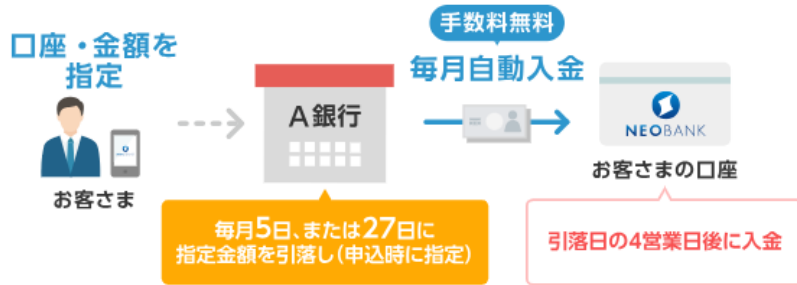 口座・金額を
指定
お客さま
A銀行
手数料無料
毎月自動入金
NEOBANK
お客さまの口座
毎月5日、または27日に
指定金額を引落し(申込時に指定)
引落日の4営業日後に入金